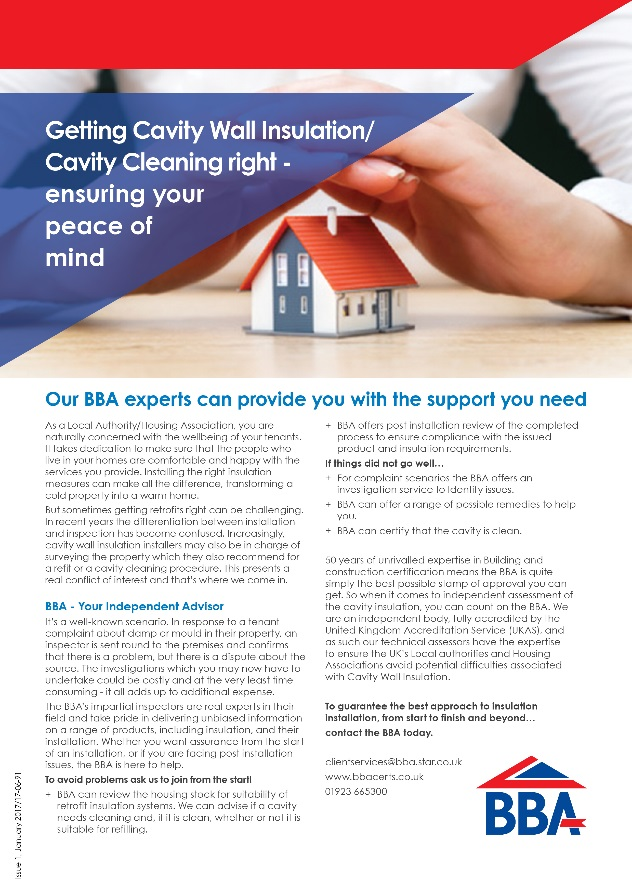 Getting Cavity Wall Insulation/
Cavity Cleaning right -
ensuring your
peace of
mind
Our BBA experts can provide you with the support you need
As a Local Authority/Housing Association, you are
naturally concerned with the wellbeing of your tenants.
It takes dedication to make sure that the people who
live in your homes are comfortable and happy with the
services you provide. Installing the right insulation
measures can make all the difference, transforming a
cold property into a warm home.
But sometimes getting retrofits right can be challenging.
In recent years the differentiation between installation
and inspection has become confused. Increasingly,
cavity wall insulation installers may also be in charge of
surveying the property which they also recommend for
a refit or a cavity cleaning procedure. This presents a
real conflict of interest and that's where we come in.
BBA - Your Independent Advisor
It's a well-known scenario. In response to a tenant
complaint about damp or mould in their property, an
inspector is sent round to the premises and confirms
that there is a problem, but there is a dispute about the
source. The investigations which you may now have to
undertake could be costly and at the very least time
consuming - it all adds up to additional expense.
The BBA's impartial inspectors are real experts in their
field and take pride in delivering unbiased information
on a range of products, including insulation, and their
installation. Whether you want assurance from the start
of an installation, or if you are facing post installation
issues, the BBA is here to help.
To avoid problems ask us to join from the start!
+ BBA can review the housing stock for suitability of
retrofit insulation systems. We can advise if a cavity
needs cleaning and, if it is clean, whether or not it is
suitable for refilling.
+ BBA offers post installation review of the completed
process to ensure compliance with the issued
product and insulation requirements.
If things did not go well...
+ For complaint scenarios the BBA offers an
investigation service to identify issues.
+ BBA can offer a range of possible remedies to help
you.
+ BBA can certify that the cavity is clean.
50 years of unrivalled expertise in Building and
construction certification means the BBA is quite
simply the best possible stamp of approval you can
get. So when it comes to independent assessment of
the cavity insulation, you can count on the BBA. We
are an independent body, fully accredited by the
United Kingdom Accreditation Service (UKAS), and
as such our technical assessors have the expertise
to ensure the UK's Local authorities and Housing
Associations avoid potential difficulties associated
with Cavity Wall Insulation.
To guarantee the best approach to insulation
installation, from start to finish and beyond...
contact the BBA today.
clientservices@bba.star.co.uk
www.bbacerts.co.uk
01923 665300
BBA
Issue 1, January 2017/17-06-91